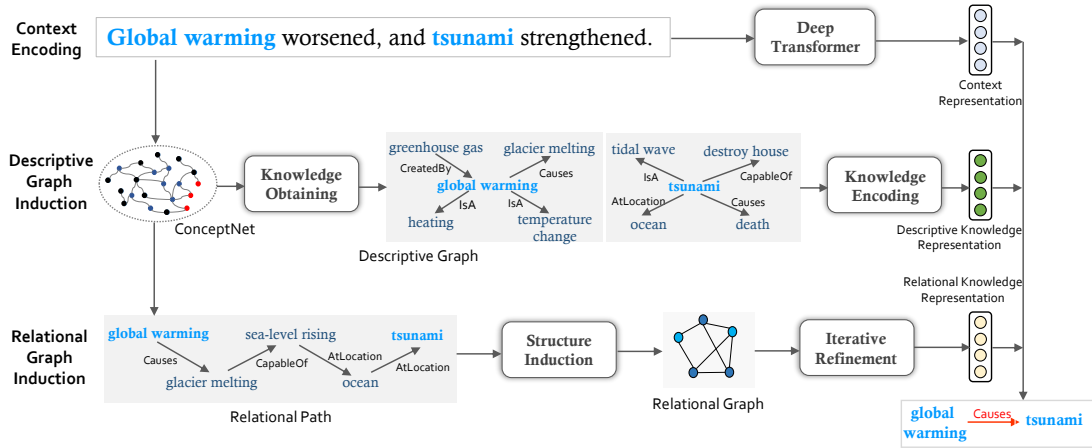 Context
Encoding
Global warming worsened, and tsunami strengthened.
Deep
Transformer
Context
Representation
Descriptive
Graph
Induction
ConceptNet
Knowledge
Obtaining
greenhouse gas
glacier melting
CreatedBy
Causes
global warming
IsA
IsA
heating
temperature
change
tidal wave
destroy house
IsA
CapableOf
tsunami
AtLocation
Causes
ocean
death
Descriptive Graph
Knowledge
Encoding
Descriptive Knowledge
Representation
Relational
Graph
Induction
global warming
sea-level rising
tsunami
Causes
CapableOf
AtLocation
AtLocation
glacier melting
ocean
Relational Path
Structure
Induction
Relational Graph
Iterative
Refinement
Relational Knowledge
Representation
global
warming
Causes
tsunami